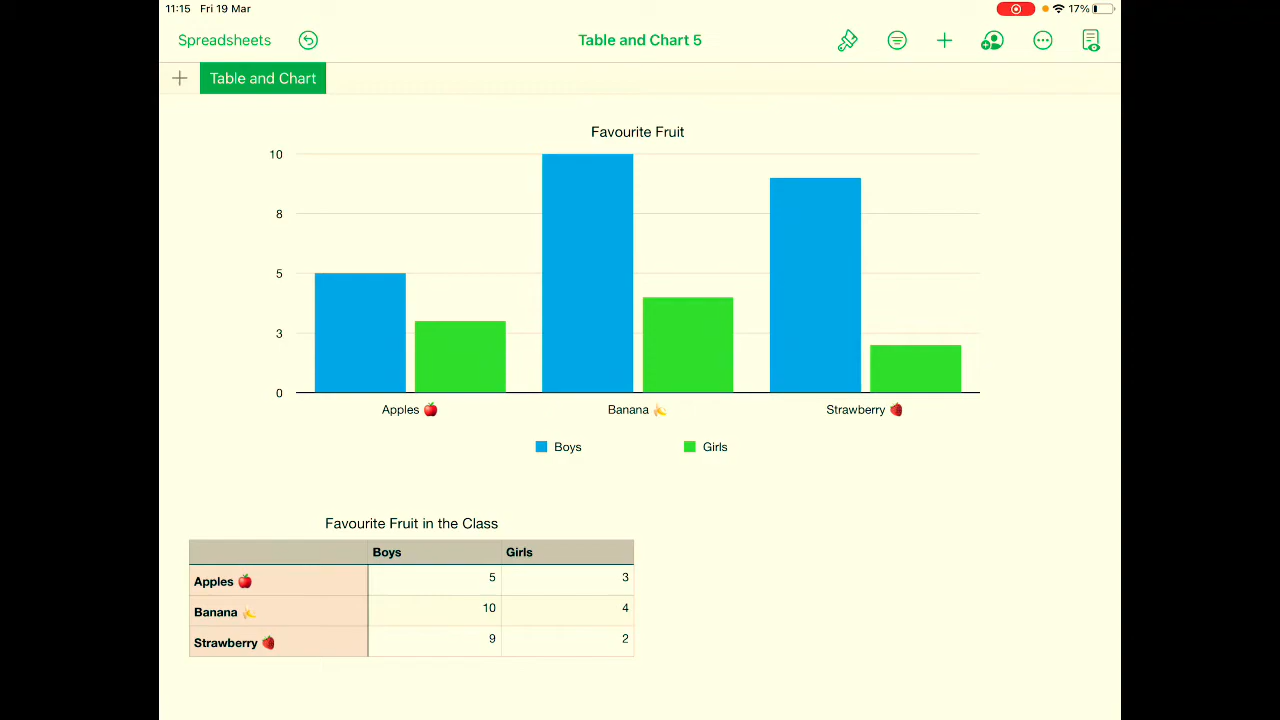 11:15 Fri 19 Mar 17%
Spreadsheets Table and Chart 5
Table and Chart
Favourite Fruit
10
8
5
3
0
Apples 🍎 Banana 🍌 Strawberry 🍓
Boys Girls
Favourite Fruit in the Class
Boys Girls
Apples 🍎 5 3
Banana 🍌 10 4
Strawberry 🍓 9 2